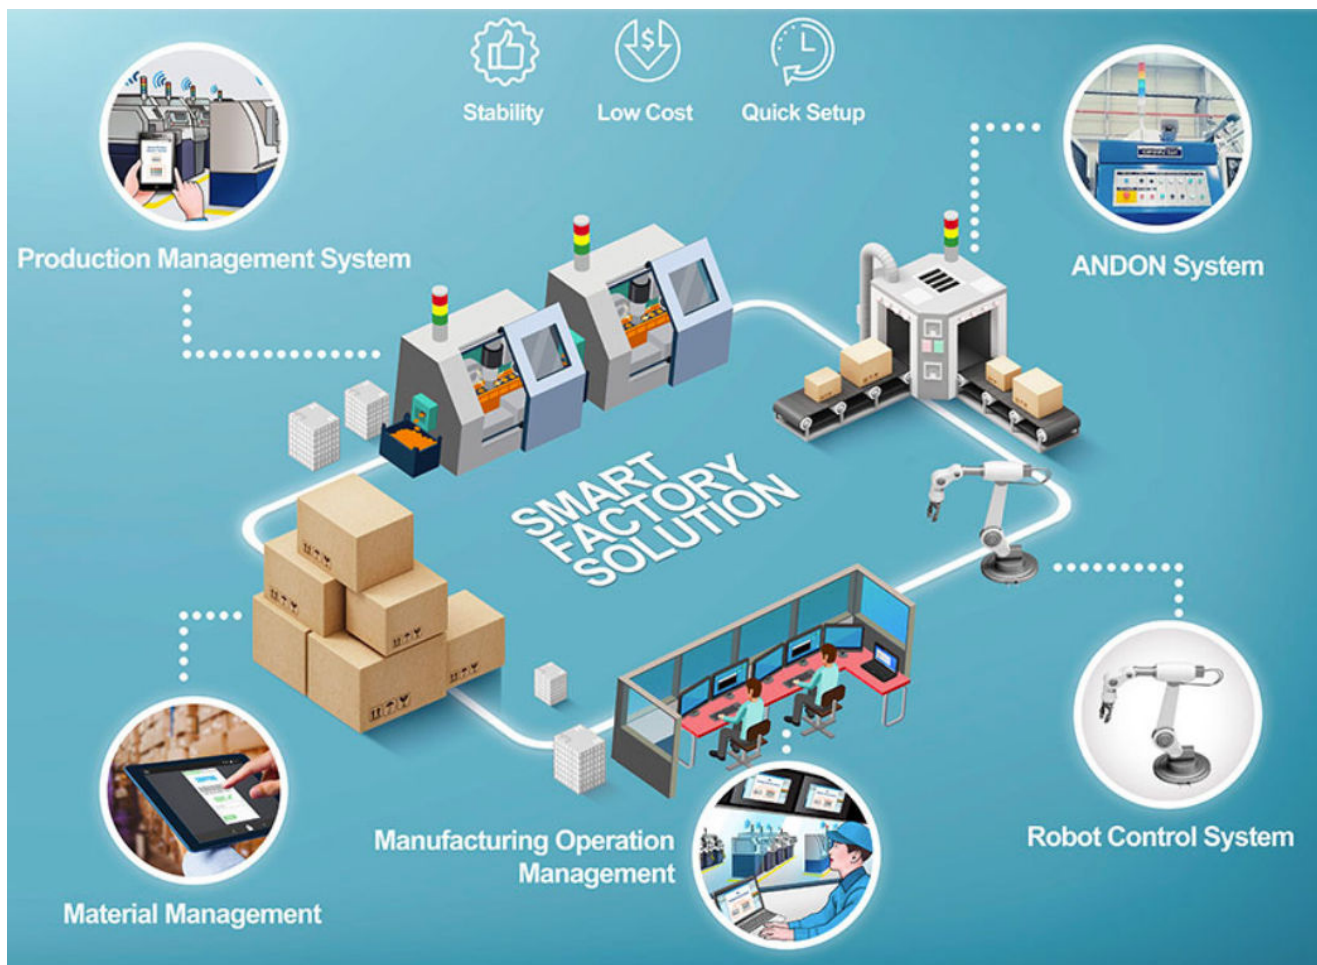 Stability
Low Cost
Quick Setup
Production Management System
ANDON System
SMART
FACTORY
SOLUTION
Manufacturing Operation
Management
Robot Control System
Material Management